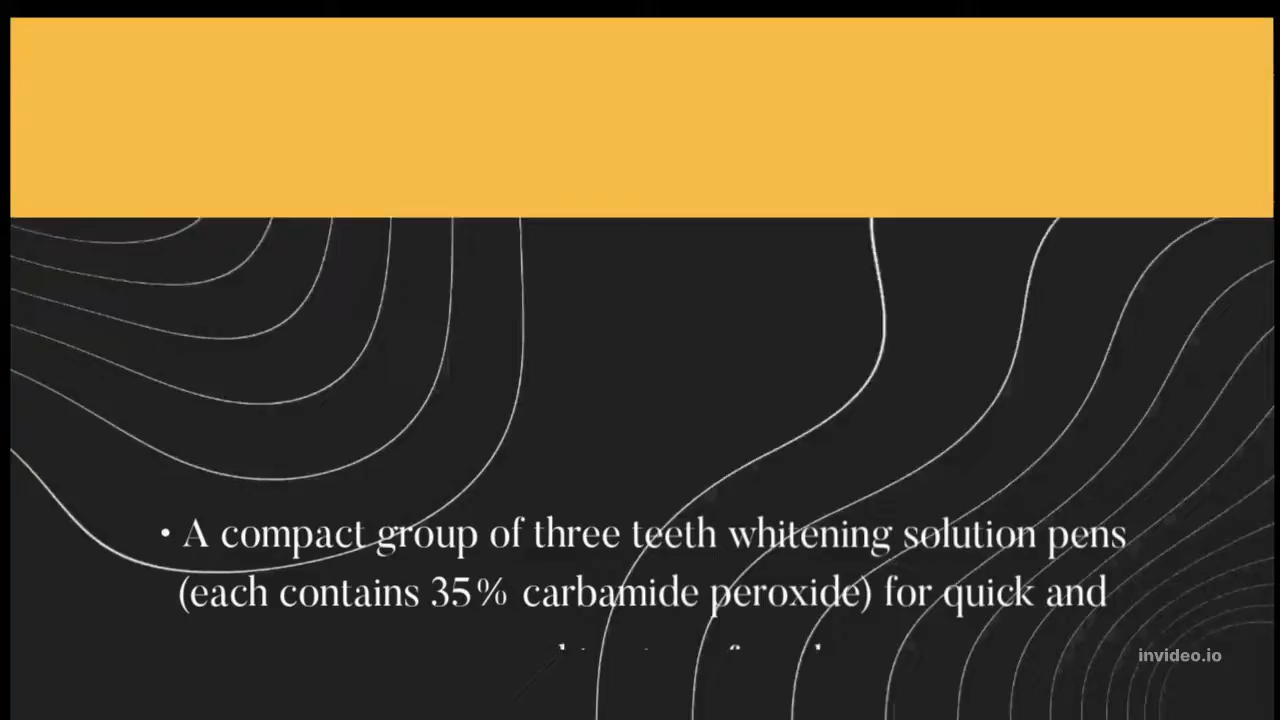 • A compact group of three teeth whitening solution pens
(each contains 35% carbamide peroxide) for quick and
invideo.io